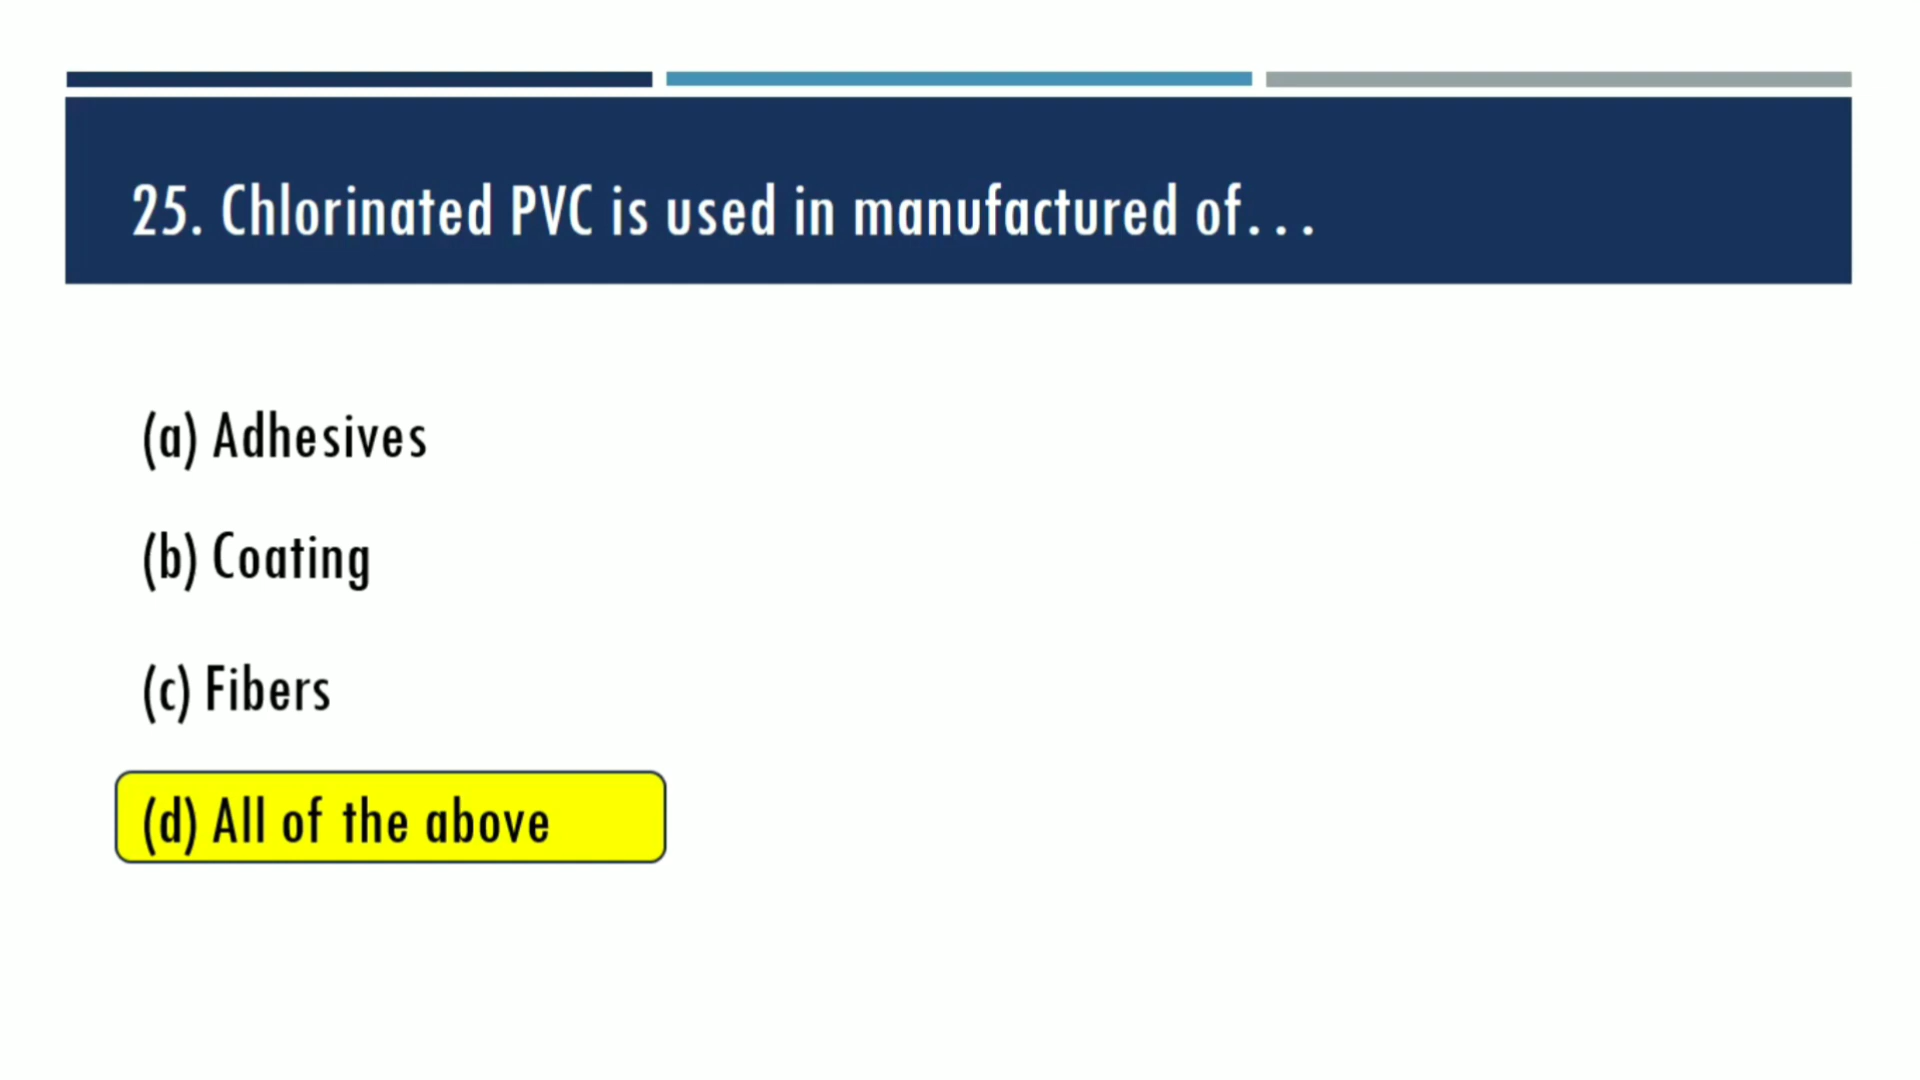 25. Chlorinated PVC is used in manufactured of...
(a) Adhesives
(b) Coating
(c) Fibers
(d) All of the above